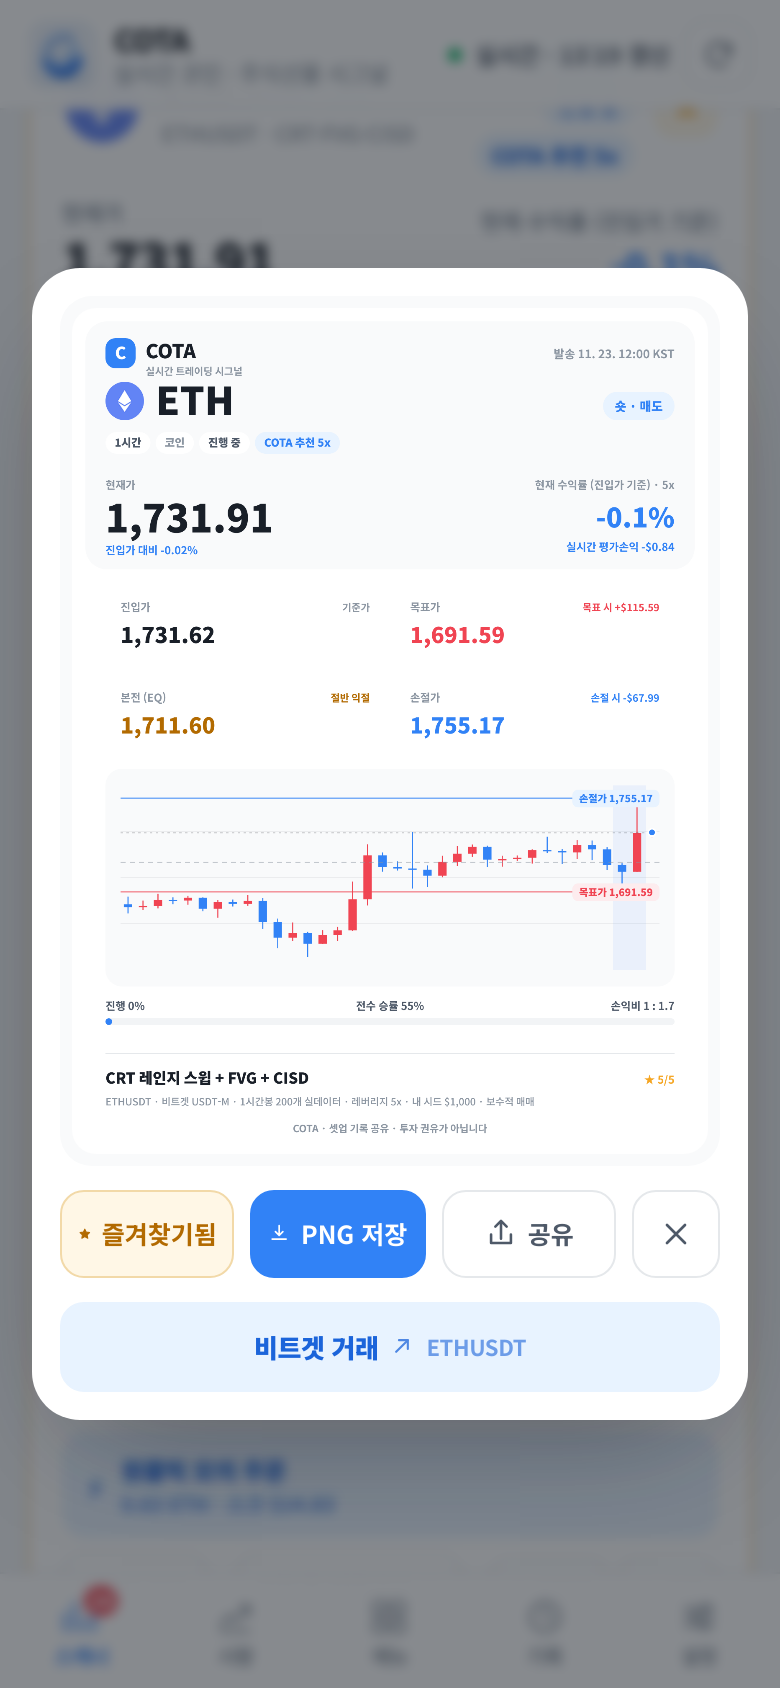 COTA
1,731.91
C COTA
실시간 트레이딩 시그널
발송 11. 23. 12:00 KST
ETH
숏 · 매도
1시간 코인 진행 중 COTA 추천 5x
현재가
현재 수익률 (진입가 기준) · 5x
1,731.91
-0.1%
진입가 대비 -0.02%
실시간 평가손익 -$0.84
진입가 기준가
1,731.62
목표가 목표 시 +$115.59
1,691.59
본전 (EQ) 절반 익절
1,711.60
손절가 손절 시 -$67.99
1,755.17
손절가 1,755.17
목표가 1,691.59
진행 0% 전수 승률 55% 손익비 1 : 1.7
CRT 레인지 스윕 + FVG + CISD
★ 5/5
ETHUSDT · 비트겟 USDT-M · 1시간봉 200개 실데이터 · 레버리지 5x · 내 시드 $1,000 · 보수적 매매
COTA · 셋업 기록 공유 · 투자 권유가 아닙니다
★ 즐겨찾기됨
PNG 저장
공유
비트겟 거래 ↗ ETHUSDT